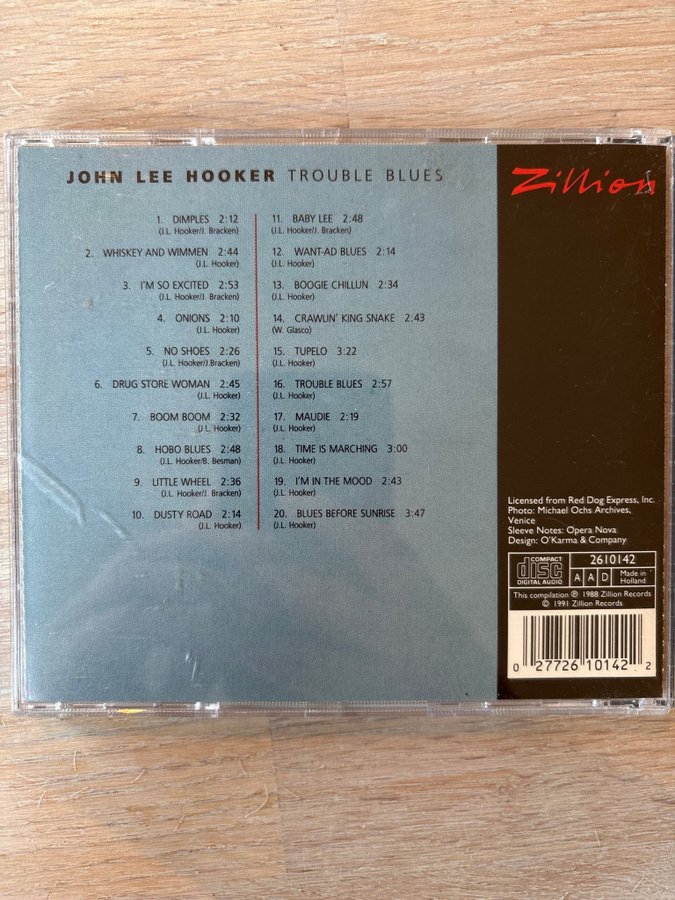 JOHN LEE HOOKER TROUBLE BLUES
Zillion
1. DIMPLES 2:12
(J.L. Hooker/J. Bracken)
2. WHISKEY AND WIMMEN 2:44
(J.L. Hooker)
3. I'M SO EXCITED 2:53
(J.L. Hooker/J. Bracken)
4. ONIONS 2:10
(J.L. Hooker)
5. NO SHOES 2:26
(J.L. Hooker/J.Bracken)
6. DRUG STORE WOMAN 2:45
(J.L. Hooker)
7. BOOM BOOM 2:32
(J.L. Hooker)
8. HOBO BLUES 2:48
(J.L. Hooker/B. Besman)
9. LITTLE WHEEL 2:36
(J.L. Hooker/J. Bracken)
10. DUSTY ROAD 2:14
(J.L. Hooker)
11. BABY LEE 2:48
(J.L. Hooker/J. Bracken)
12. WANT-AD BLUES 2:14
(J.L. Hooker)
13. BOOGIE CHILLUN 2:34
(J.L. Hooker)
14. CRAWLIN' KING SNAKE 2:43
(W. Glasco)
15. TUPELO 3:22
(J.L. Hooker)
16. TROUBLE BLUES 2:57
(J.L. Hooker)
17. MAUDIE 2:19
(J.L. Hooker)
18. TIME IS MARCHING 3:00
(J.L. Hooker)
19. I'M IN THE MOOD 2:43
(J.L. Hooker)
20. BLUES BEFORE SUNRISE 3:47
(J.L. Hooker)
Licensed from Red Dog Express, Inc.
Photo: Michael Ochs Archives,
Venice
Sleeve Notes: Opera Nova
Design: O'Karma & Company
COMPACT
disc
DIGITAL AUDIO
2610142
A A D
Made in
Holland
This compilation ℗ 1988 Zillion Records
© 1991 Zillion Records
0 27726 10142 2